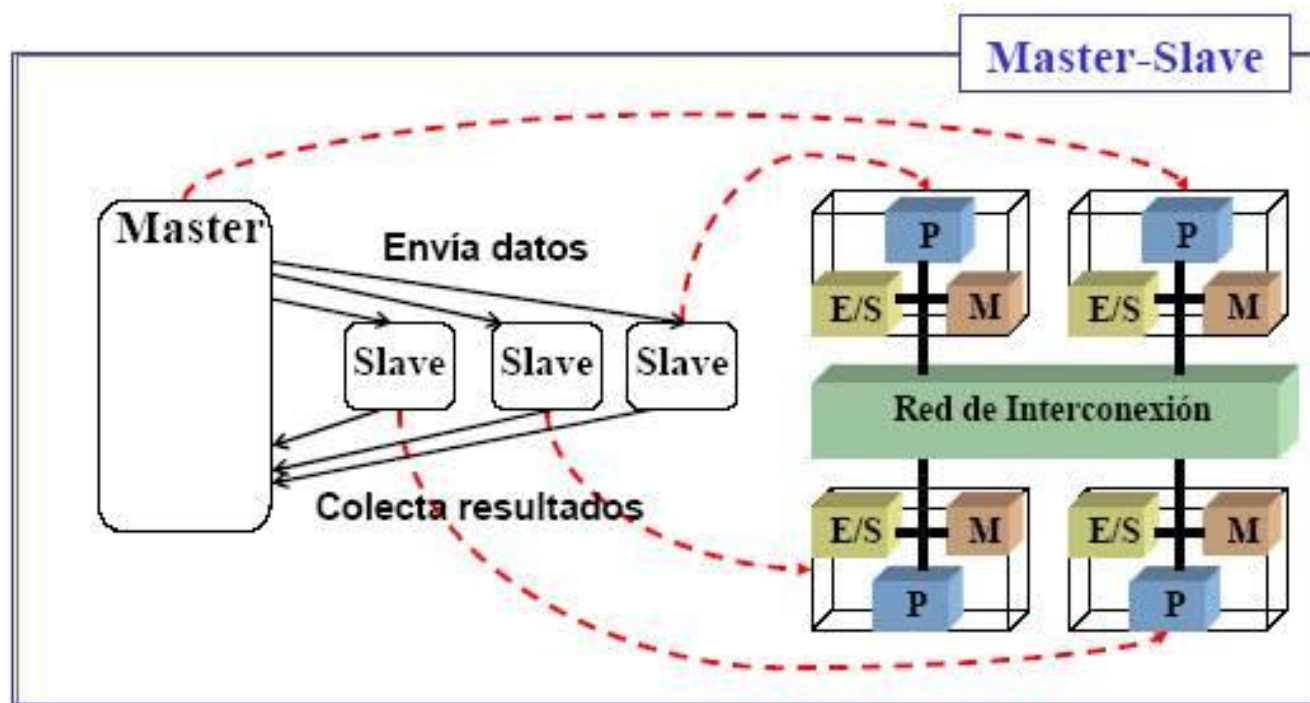 Master-Slave
Master
Envía datos
Slave
Slave
Slave
Colecta resultados
P
E/S
M
P
E/S
M
Red de Interconexión
E/S
M
P
E/S
M
P